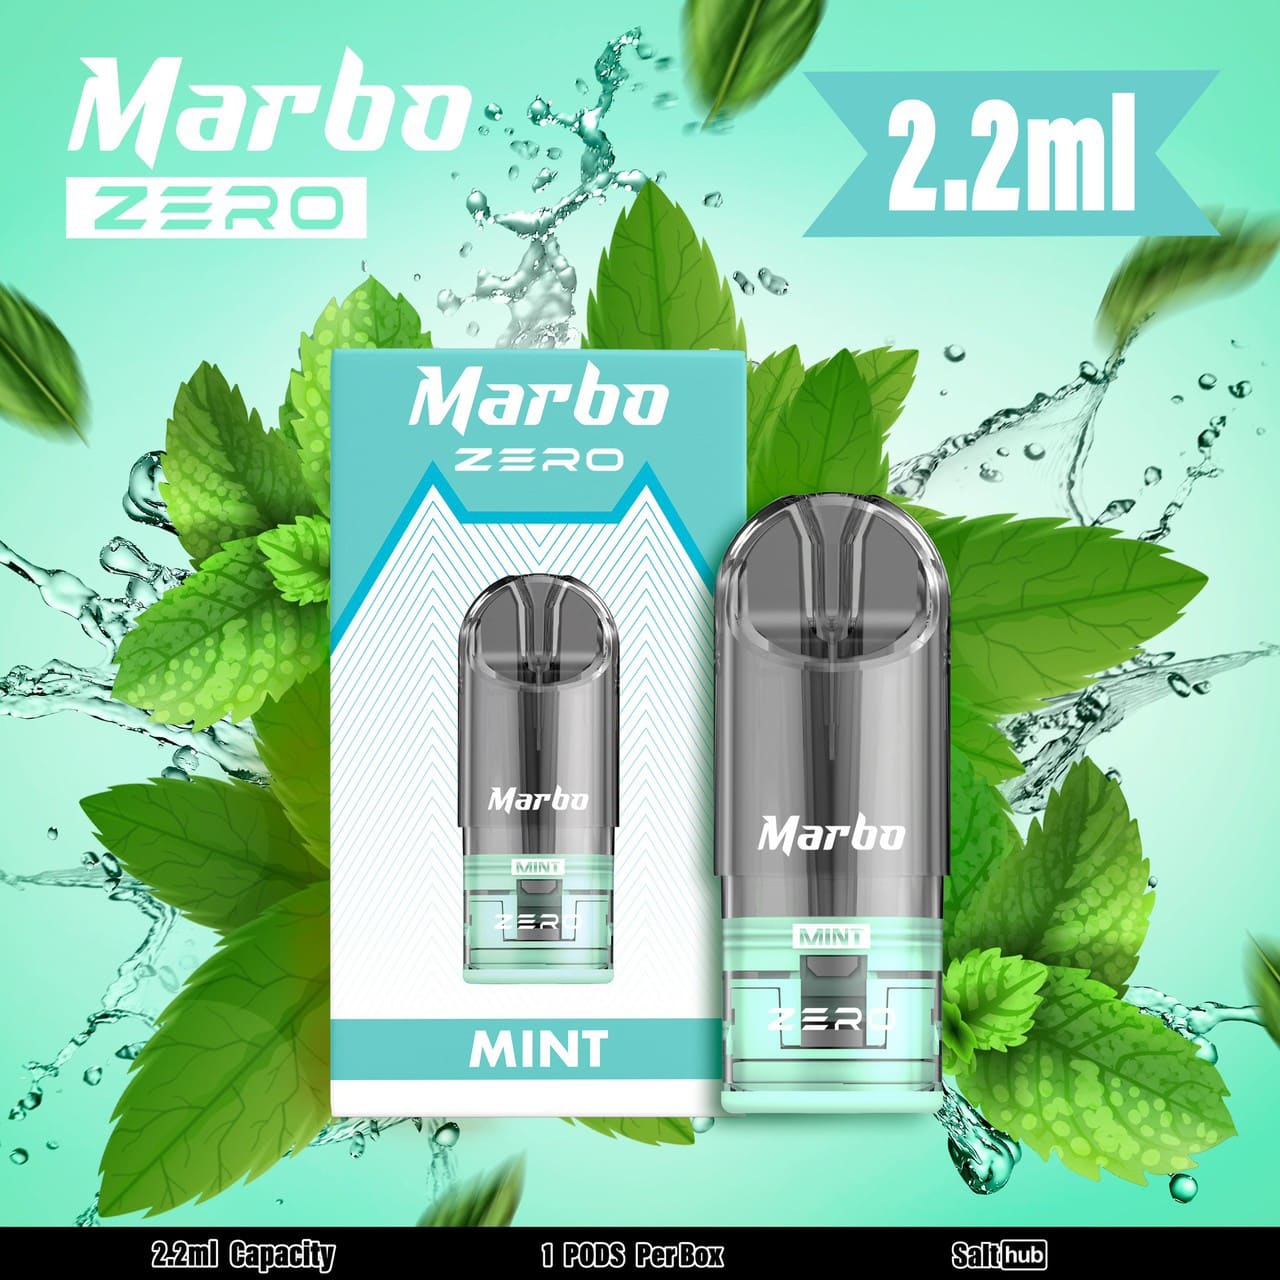 Marbo
ZERO
2.2ml
Marbo
ZERO
Marbo
MINT
ZERO
MINT
Marbo
MINT
ZERO
2.2ml Capacity
1 PODS Per Box
Salt hub